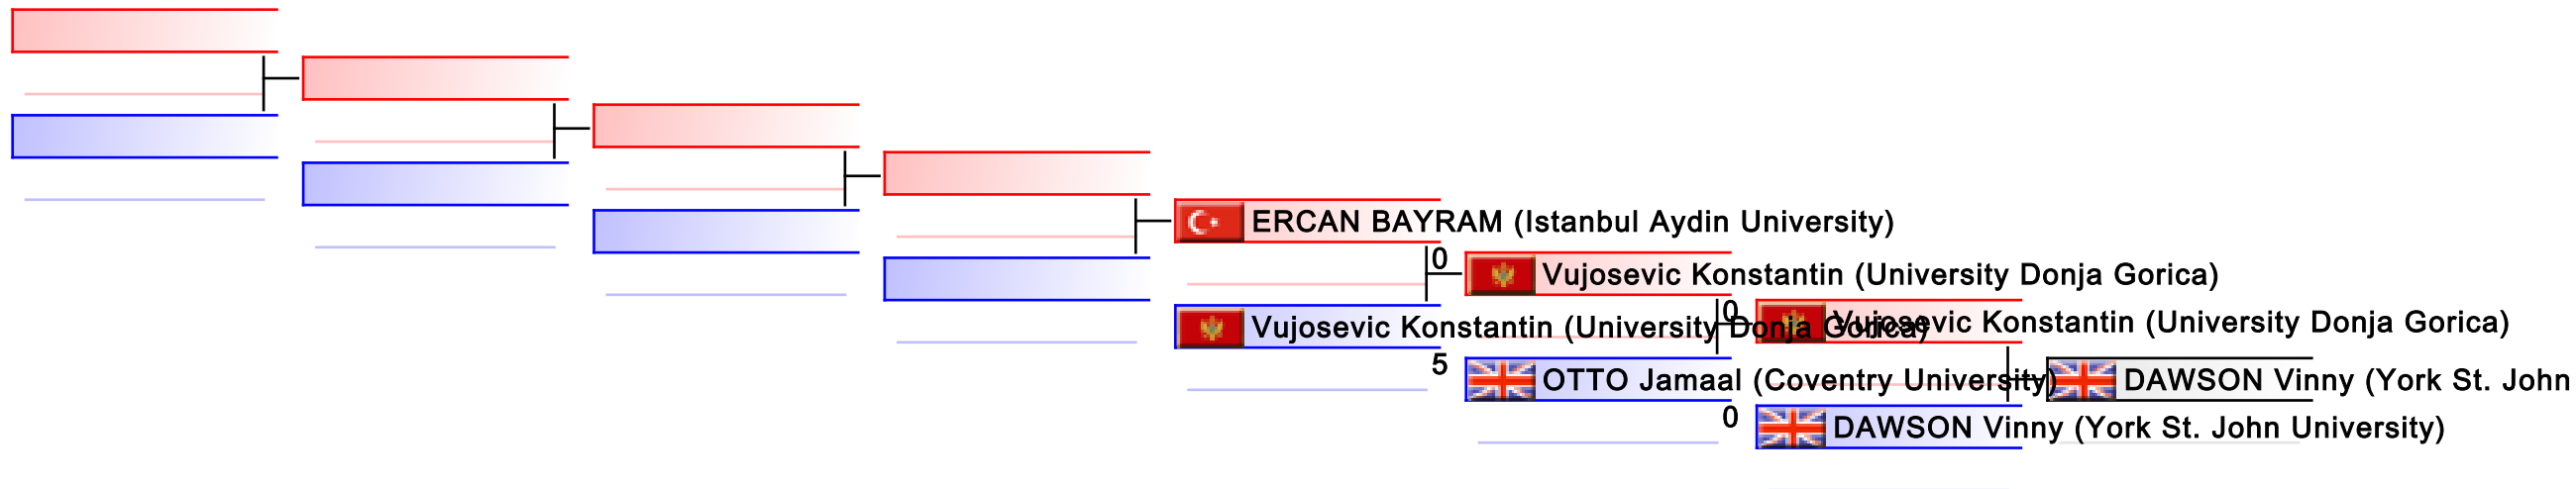 ERCAN BAYRAM (Istanbul Aydin University)
0
Vujosevic Konstantin (University Donja Gorica)
Vujosevic Konstantin (University Donja Gorica)
5
0
Vujosevic Konstantin (University Donja Gorica)
OTTO Jamaal (Coventry University)
0
DAWSON Vinny (York St. John University)
DAWSON Vinny (York St. John